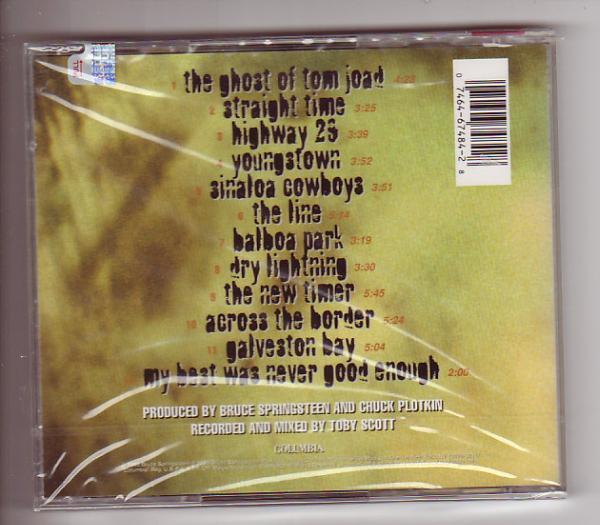 1 the ghost of tom joad 4:23
2 straight time 3:25
3 highway 29 3:39
4 youngstown 3:52
5 sinaloa cowboys 3:51
6 the line 5:14
7 balboa park 3:19
8 dry lightning 3:30
9 the new timer 5:45
10 across the border 5:24
11 galveston bay 5:04
my best was never good enough 2:00
PRODUCED BY BRUCE SPRINGSTEEN AND CHUCK PLOTKIN
RECORDED AND MIXED BY TOBY SCOTT
COLUMBIA
0 7464-67484-2 8